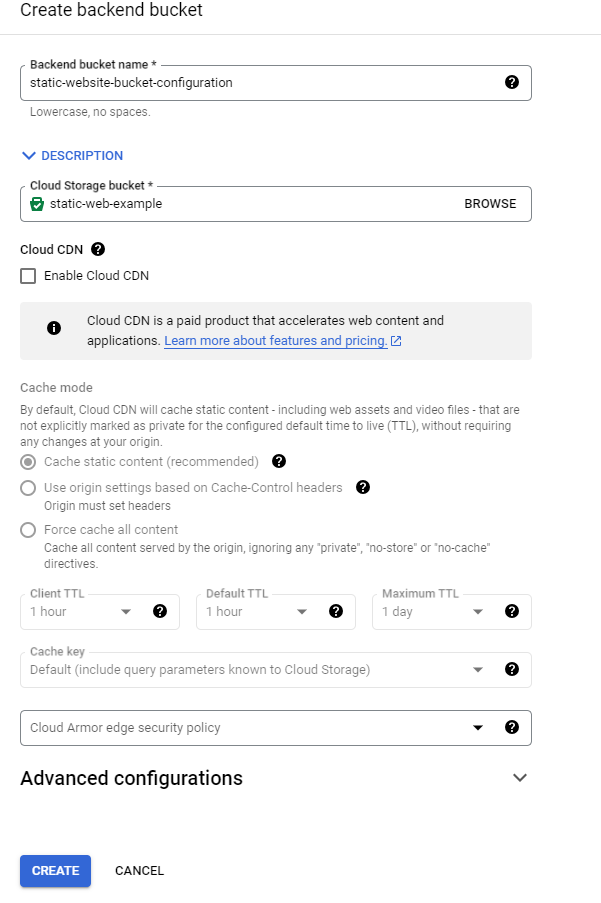 Create backend bucket
Backend bucket name *
static-website-bucket-configuration
Lowercase, no spaces.
DESCRIPTION
Cloud Storage bucket *
static-web-example
BROWSE
Cloud CDN
Enable Cloud CDN
Cloud CDN is a paid product that accelerates web content and
applications. Learn more about features and pricing.
Cache mode
By default, Cloud CDN will cache static content - including web assets and video files - that are
not explicitly marked as private for the configured default time to live (TTL), without requiring
any changes at your origin.
Cache static content (recommended)
Use origin settings based on Cache-Control headers
Origin must set headers
Force cache all content
Cache all content served by the origin, ignoring any "private", "no-store" or "no-cache"
directives.
Client TTL
1 hour
Default TTL
1 hour
Maximum TTL
1 day
Cache key
Default (include query parameters known to Cloud Storage)
Cloud Armor edge security policy
Advanced configurations
CREATE
CANCEL